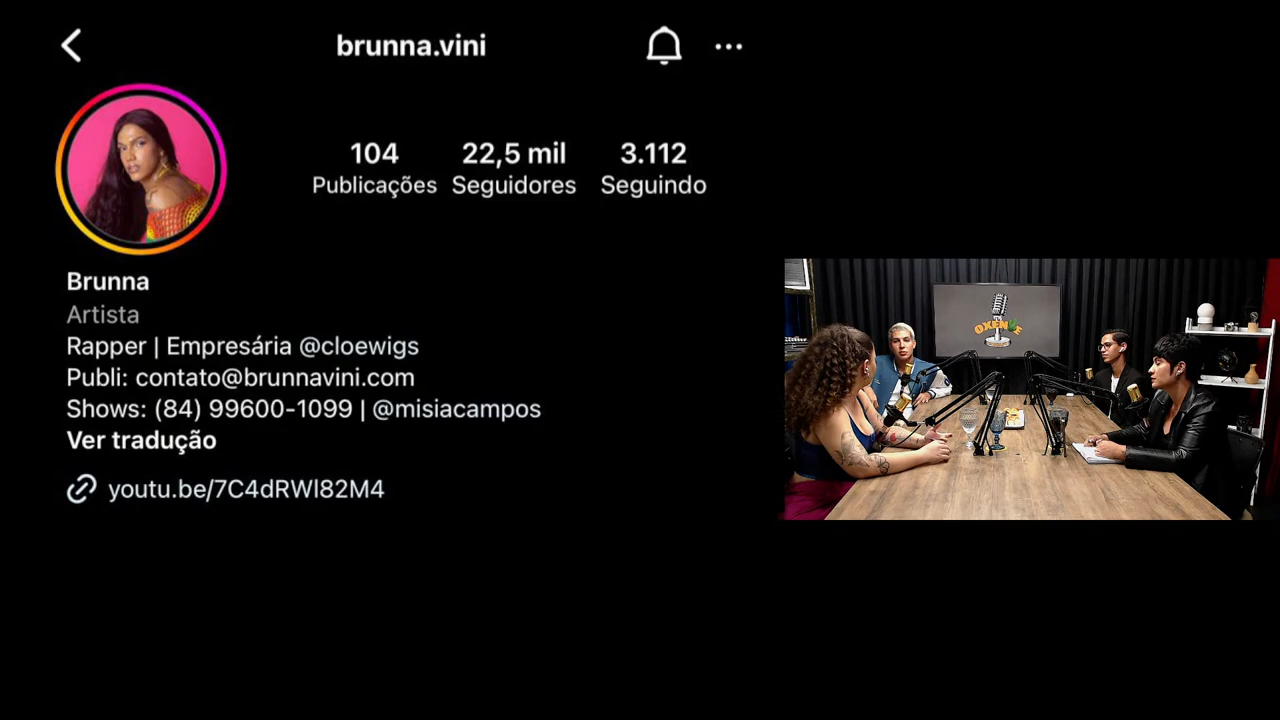 brunna.vini
104
22,5 mil
3.112
Publicações
Seguidores
Seguindo
Brunna
Artista
Rapper | Empresária @cloewigs
Publi: contato@brunnavini.com
Shows: (84) 99600-1099 | @misiacampos
Ver tradução
youtu.be/7C4dRWI82M4